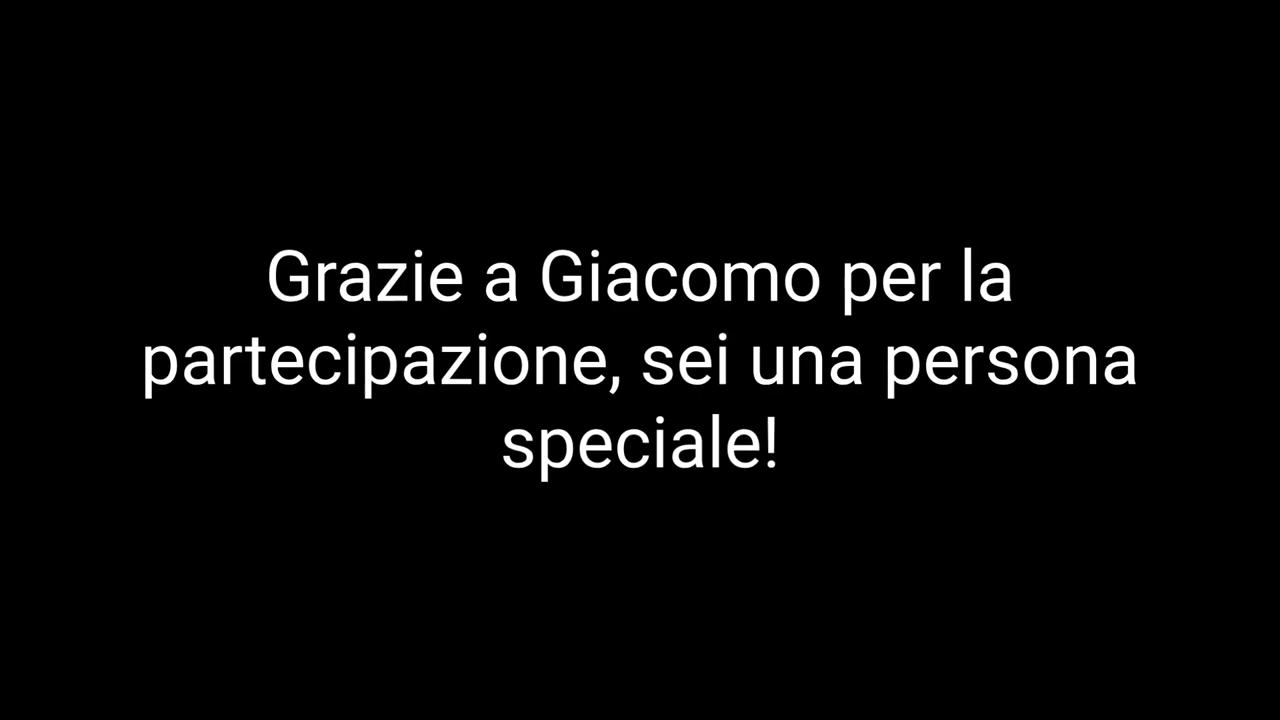 Grazie a Giacomo per la
partecipazione, sei una persona
speciale!